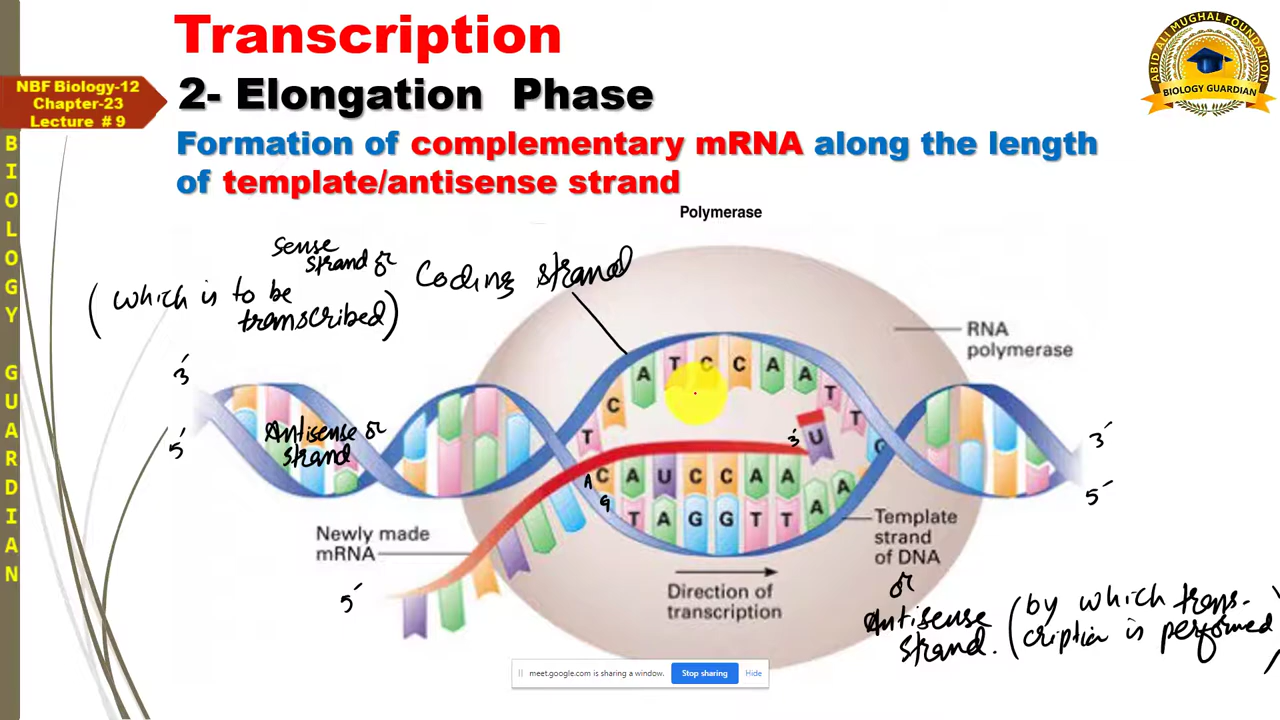 Transcription
2- Elongation Phase
NBF Biology-12
Chapter-23
Lecture # 9
Formation of complementary mRNA along the length
of template/antisense strand
BIOLOGY GUARDIAN
ABID ALI MUGHAL FOUNDATION
BIOLOGY GUARDIAN
Polymerase
Sense
strand or
Coding strand
(which is to be
transcribed)
RNA
polymerase
3′
5′
Antisense or
strand
T C A T C C A A T T G
3′
U
A C A U C C A A
G T A G G T T A A
3′
5′
Newly made
mRNA
5′
Direction of
transcription
Template
strand
of DNA
or
Antisense
strand.
(by which trans-
cription is performed)
meet.google.com is sharing a window.
Stop sharing
Hide